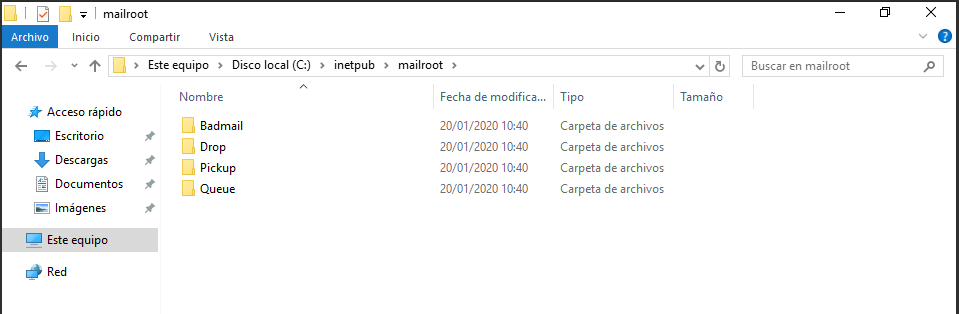 mailroot
Archivo Inicio Compartir Vista
Este equipo Disco local (C:) inetpub mailroot Buscar en mailroot
Nombre Fecha de modifica... Tipo Tamaño
Acceso rápido
Escritorio
Descargas
Documentos
Imágenes
Este equipo
Red
Badmail 20/01/2020 10:40 Carpeta de archivos
Drop 20/01/2020 10:40 Carpeta de archivos
Pickup 20/01/2020 10:40 Carpeta de archivos
Queue 20/01/2020 10:40 Carpeta de archivos